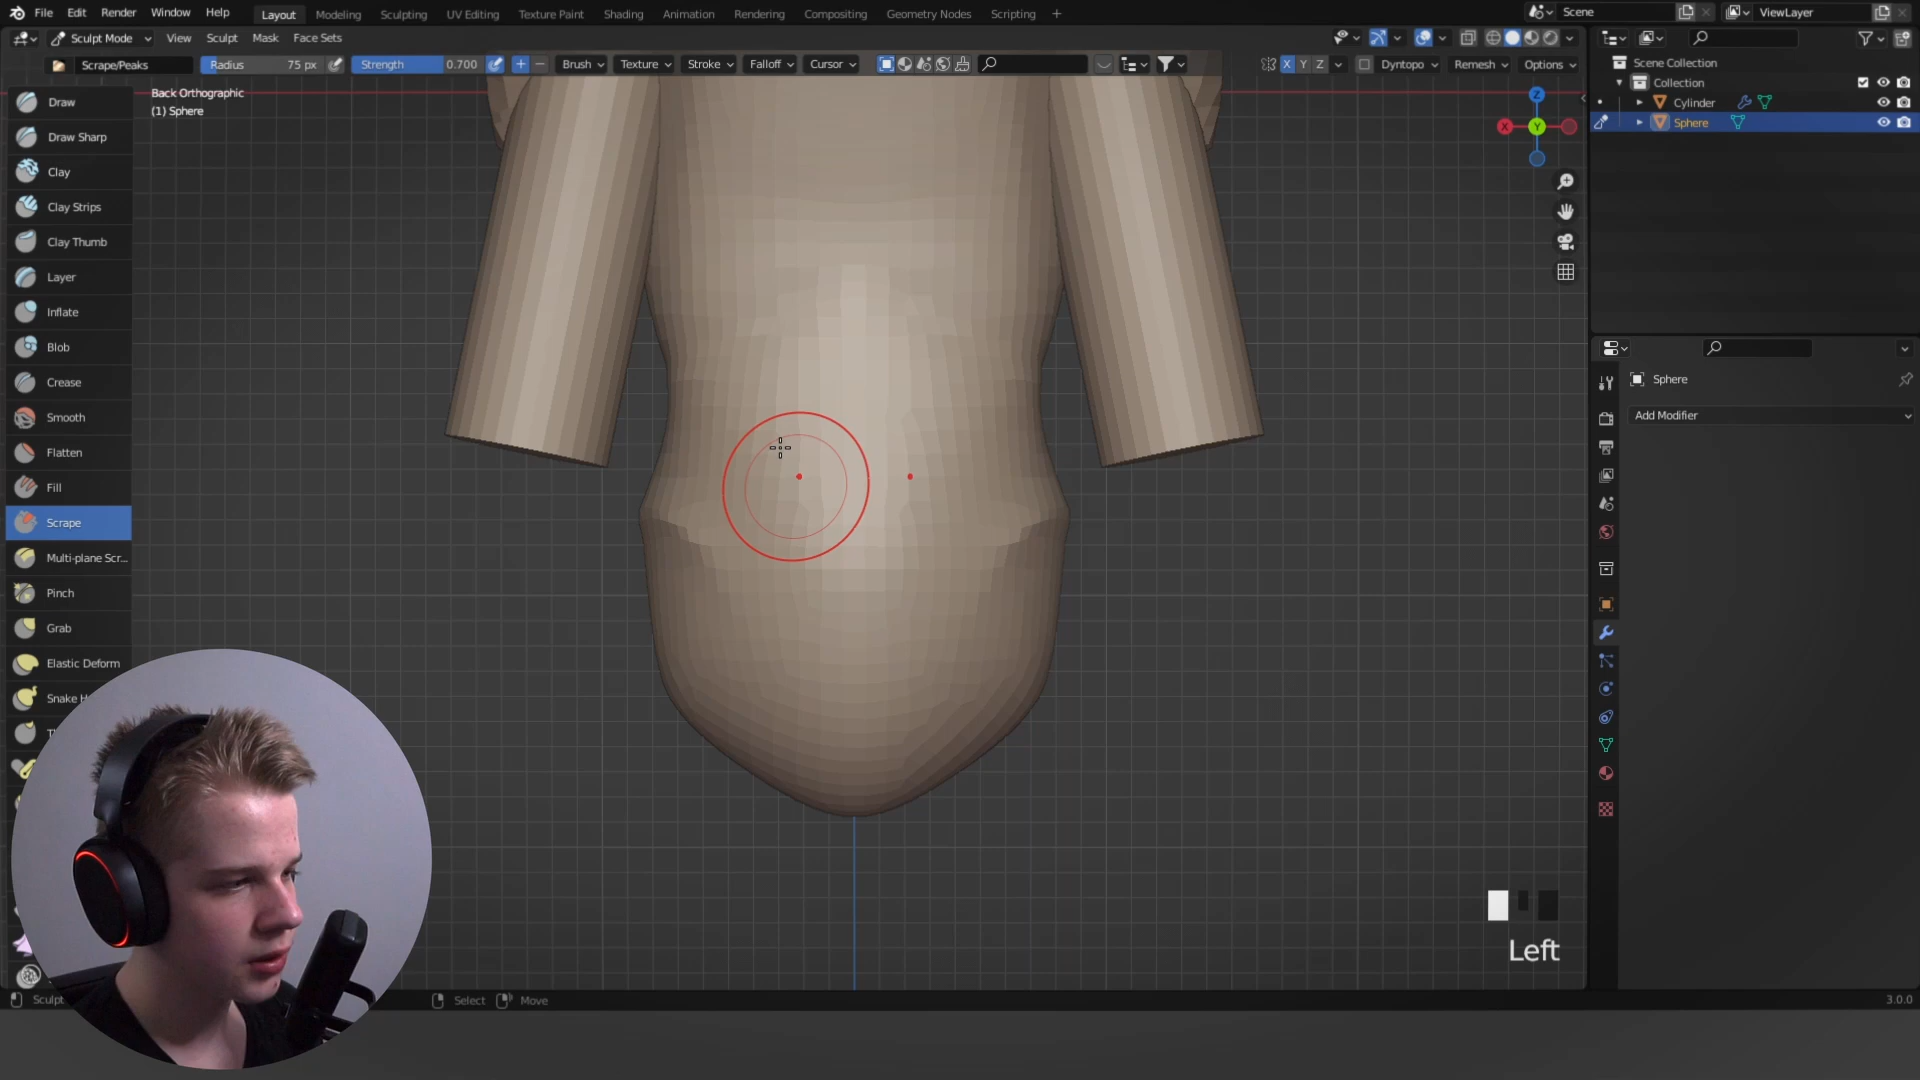 File Edit Render Window Help Layout Modeling Sculpting UV Editing Texture Paint Shading Animation Rendering Compositing Geometry Nodes Scripting + Scene ViewLayer
Sculpt Mode View Sculpt Mask Face Sets
Scrape/Peaks Radius 75 px Strength 0.700 Brush Texture Stroke Falloff Cursor X Y Z Dyntopo Remesh Options
Scene Collection
Collection
Cylinder
Sphere
Back Orthographic
(1) Sphere
Z
X
Y
Draw
Draw Sharp
Clay
Clay Strips
Clay Thumb
Layer
Inflate
Blob
Crease
Smooth
Flatten
Fill
Scrape
Multi-plane Scr...
Pinch
Grab
Elastic Deform
Snake H
Sphere
Add Modifier
Left
Sculpt Select Move 3.0.0